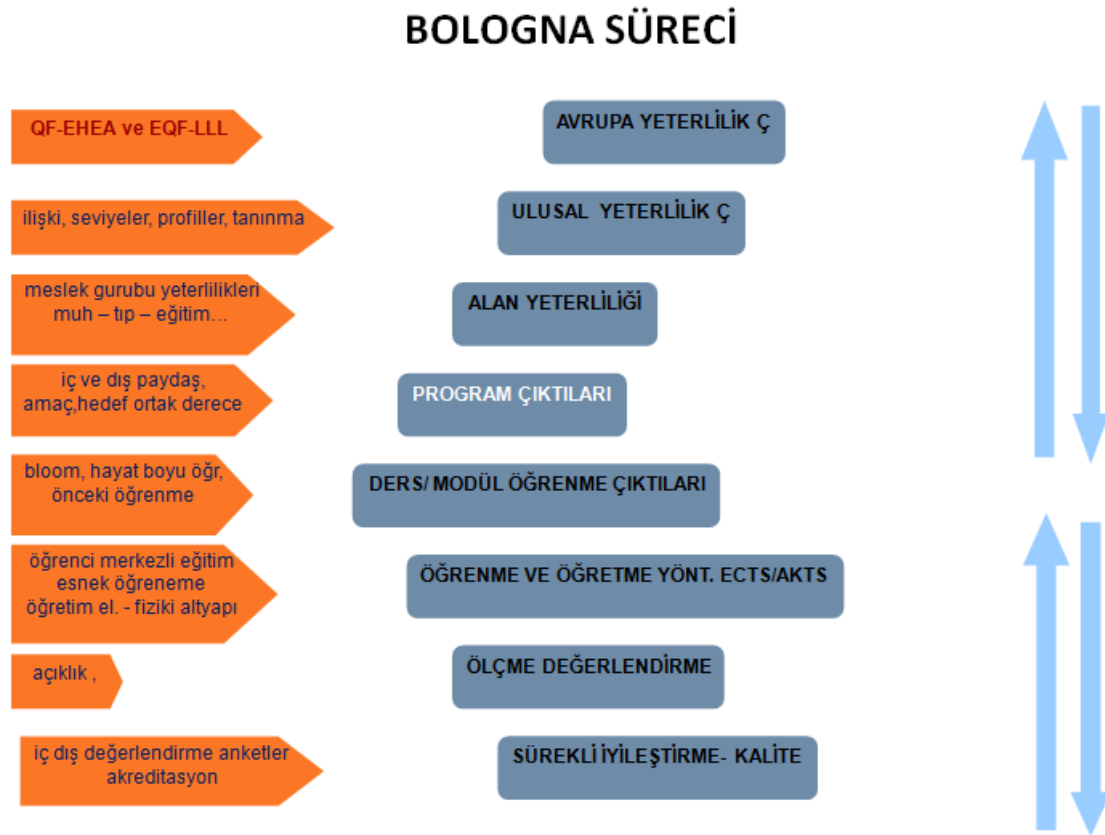 BOLOGNA SÜRECİ
QF-EHEA ve EQF-LLL
AVRUPA YETERLİLİK Ç
ilişki, seviyeler, profiller, tanınma
ULUSAL YETERLİLİK Ç
meslek gurubu yeterlilikleri
muh – tıp – eğitim...
ALAN YETERLİLİĞİ
iç ve dış paydaş,
amaç,hedef ortak derece
PROGRAM ÇIKTILARI
bloom, hayat boyu öğr,
önceki öğrenme
DERS/ MODÜL ÖĞRENME ÇIKTILARI
öğrenci merkezli eğitim
esnek öğreneme
öğretim el. - fiziki altyapı
ÖĞRENME VE ÖĞRETME YÖNT. ECTS/AKTS
açıklık ,
ÖLÇME DEĞERLENDİRME
iç dış değerlendirme anketler
akreditasyon
SÜREKLİ İYİLEŞTİRME- KALİTE